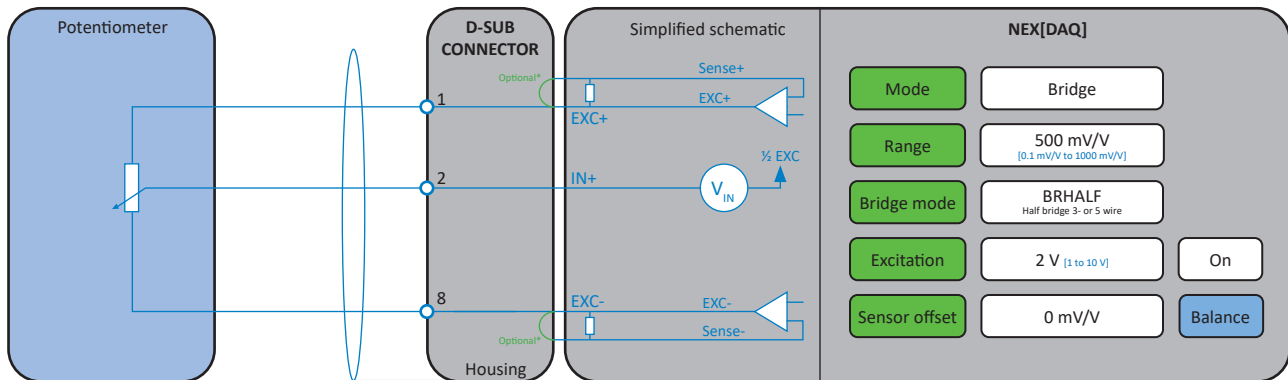 Potentiometer
D-SUB
CONNECTOR
Optional*
1
EXC+
2
IN+
8
EXC-
Optional*
Housing
Simplified schematic
Sense+
EXC+
½ EXC
VIN
EXC-
Sense-
NEX[DAQ]
Mode
Bridge
Range
500 mV/V
[0.1 mV/V to 1000 mV/V]
Bridge mode
BRHALF
Half bridge 3- or 5 wire
Excitation
2 V [1 to 10 V]
On
Sensor offset
0 mV/V
Balance